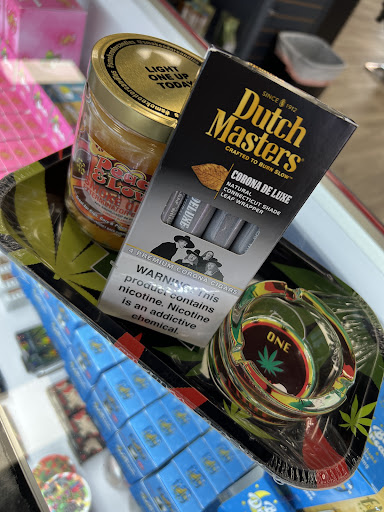 LIGHT
ONE UP
TODAY
SINCE 1912
Dutch
Masters
CRAFTED TO BURN SLOW
CORONA DE LUXE
NATURAL
CONNECTICUT SHADE
LEAF WRAPPER
DELUXE
4 PREMIUM CORONA CIGARS
WARNING: This
product contains
nicotine. Nicotine
is an addictive
chemical.
ONE